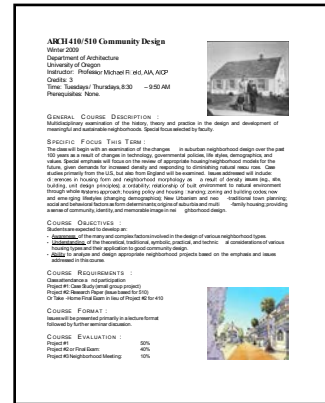 ARCH 410/510 Community Design
Winter 2009
Department of Architecture
University of Oregon
Instructor: Professor Michael Fi eld, AIA, AICP
Credits: 3
Time: Tuesdays/ Thursdays, 8:30 – 9:50 AM
Prerequisites: None.
GENERAL COURSE DESCRIPTION :
Multidisciplinary examination of the history, theory and practice in the design and development of
meaningful and sustainable neighborhoods. Special focus selected by faculty.
SPECIFIC FOCUS THIS TERM :
The class will begin with an examination of the changes in suburban neighborhood design over the past
100 years as a result of changes in technology, governmental policies, life styles, demographics, and
values. Special emphasis will focus on the review of appropriate housing/neighborhood models for the
future, given demands for increased density and responding to diminishing natural resou rces. Case
studies primarily from the U.S., but also from England will be examined. Issues addressed will include:
di erences in housing form and neighborhood morphology as a result of density issues (e.g., site,
building, unit design principles); a ordability; relationship of built environment to natural environment
through whole systems approach; housing policy and housing nancing; zoning and building codes; new
and eme rging lifestyles (changing demographics); New Urbanism and neo -traditional town planning;
social and behavioral factors as form determinants; origins of suburbia and multi -family housing; providing
a sense of community, identity, and memorable image in nei ghborhood design.
COURSE OBJECTIVES :
Students are expected to develop an:
- Awareness of the many and complex factors involved in the design of various neighborhood types.
- Understanding of the theoretical, traditional, symbolic, practical, and technic al considerations of various
housing types and their application to good community design.
- Ability to analyze and design appropriate neighborhood projects based on the emphasis and issues
addressed in this course.
COURSE REQUIREMENTS :
Class attendance a nd participation
Project #1: Case Study (small group project)
Project #2: Research Paper (issue based for 510)
Or Take -Home Final Exam in lieu of Project #2 for 410
COURSE FORMAT :
Issues will be presented primarily in a lecture format
followed by further seminar discussion.
COURSE EVALUATION :
Project #1 50%
Project #2 or Final Exam: 40%
Project #3 Neighborhood Meeting: 10%